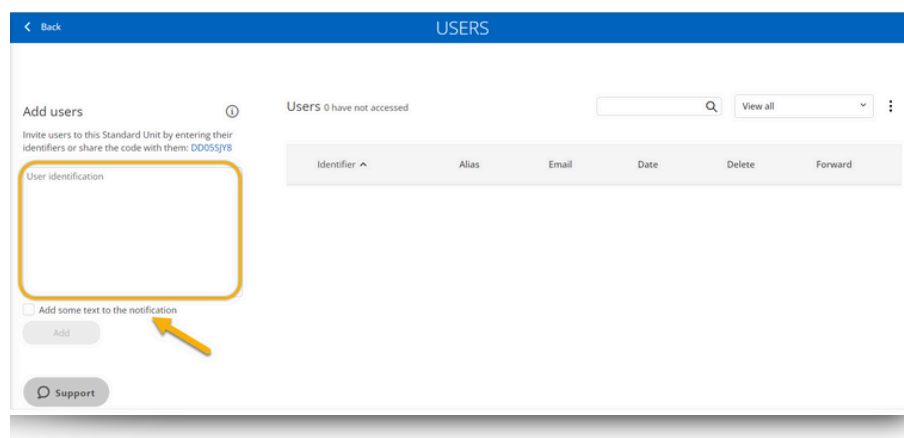 Back
USERS
Add users
Users 0 have not accessed
View all
Invite users to this Standard Unit by entering their
identifiers or share the code with them: DD05SJY8
Identifier
Alias
Email
Date
Delete
Forward
User identification
Add some text to the notification
Add
Support